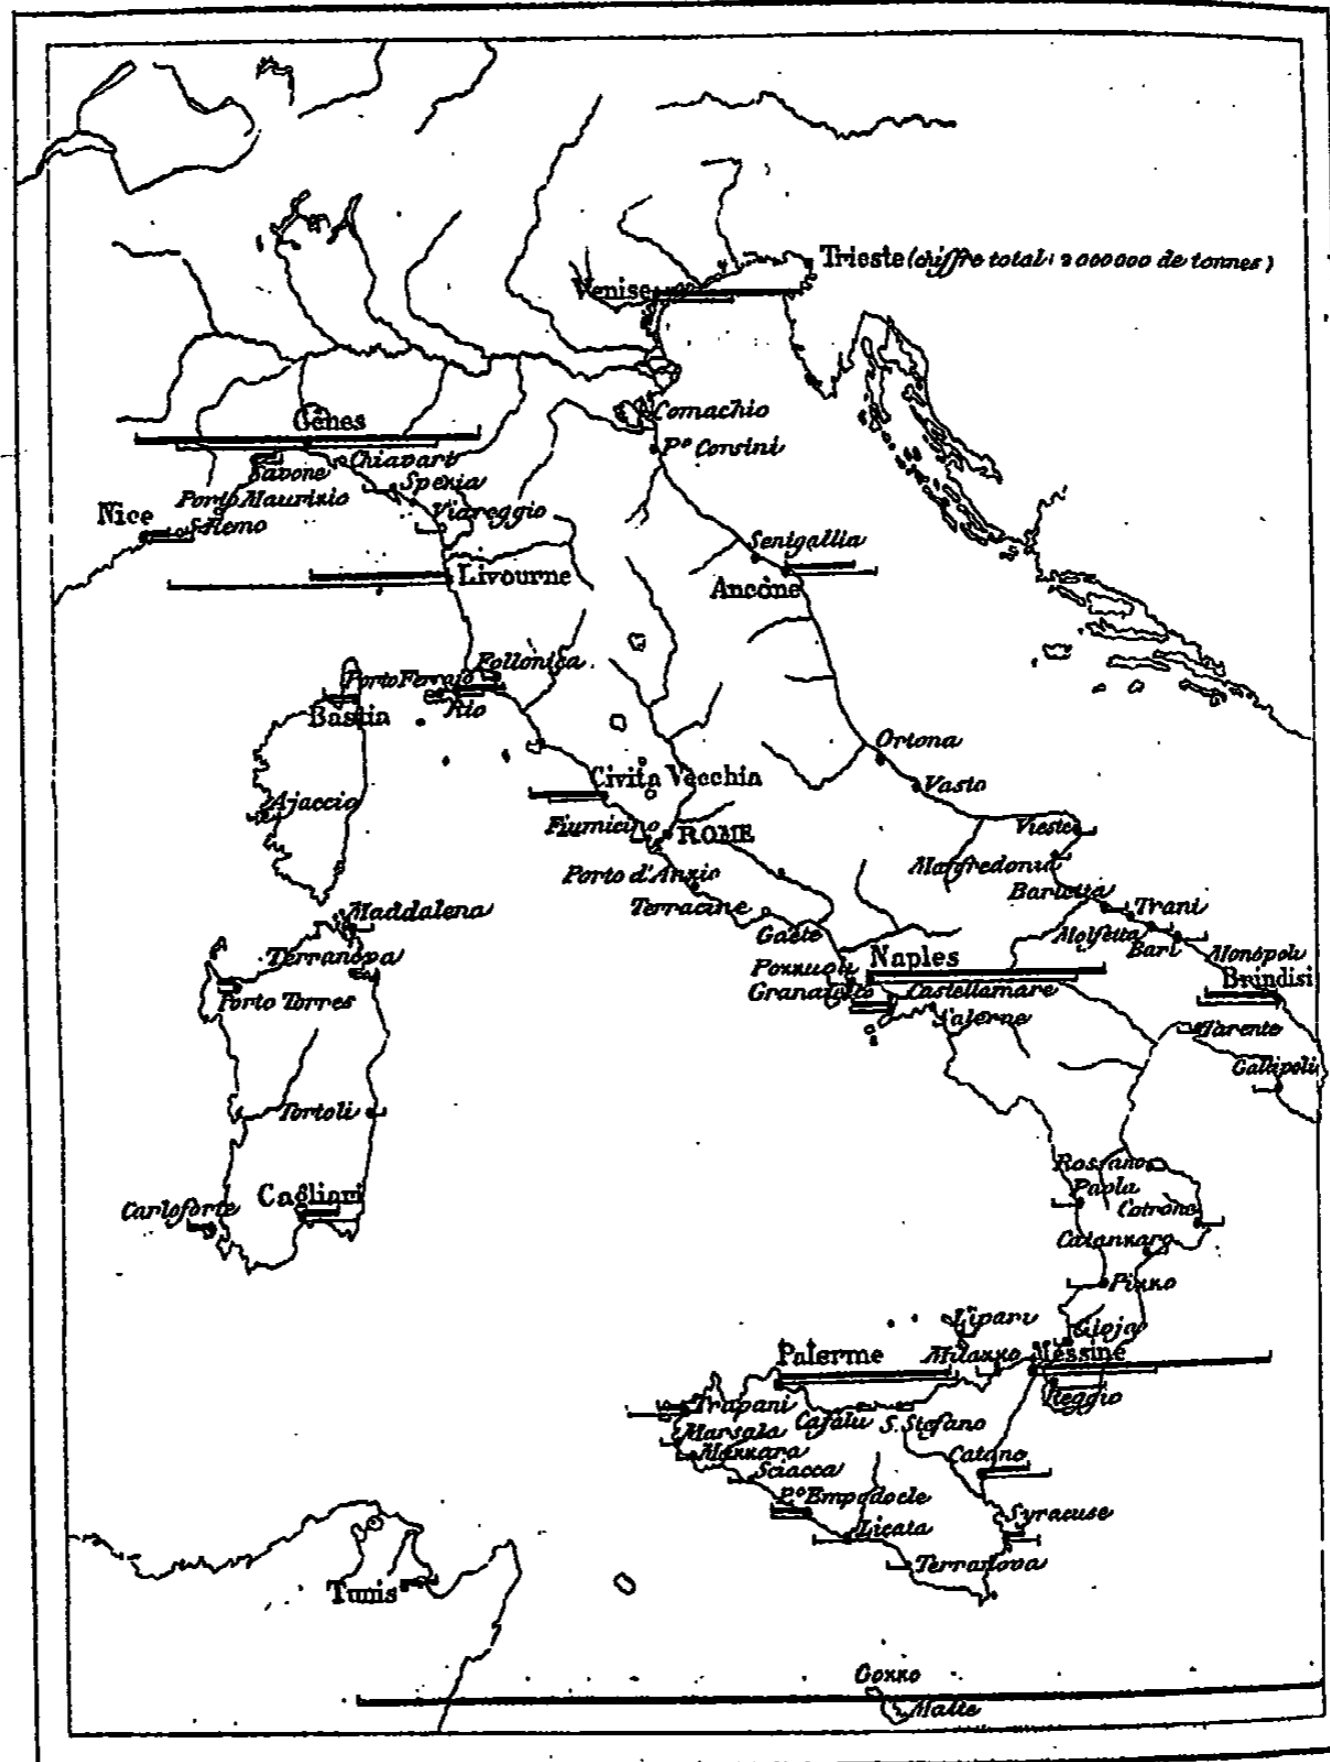 Trieste (chiffre total: 2000000 de tonnes)
Venise
Comachio
Gênes
Pº Corsini
Chiavari
Savone
Spezia
Porto Maurizio
Viareggio
Nice
S. Remo
Senigallia
Livourne
Ancône
Follonica
Porto Ferrajo
Rio
Bastia
Ortona
Civita Vecchia
Vasto
Ajaccio
Fiumicino
ROME
Vieste
Manfredonia
Porto d'Anzio
Barletta
Terracine
Trani
Maddalena
Gaëte
Molfetta
Bari
Terranova
Naples
Monopoli
Pozzuoli
Brindisi
Granatello
Castellamare
Porto Torres
Salerne
Tarente
Gallipoli
Tortoli
Rossano
Paola
Cagliari
Carloforte
Cotrone
Catanzaro
Pizzo
Lipari
Gioja
Palerme
Milazzo
Messine
Reggio
Trapani
Cefalu
S. Stefano
Marsala
Mazzara
Catane
Sciacca
Pº Empedocle
Syracuse
Licata
Terranova
Tunis
Gozzo
Malte